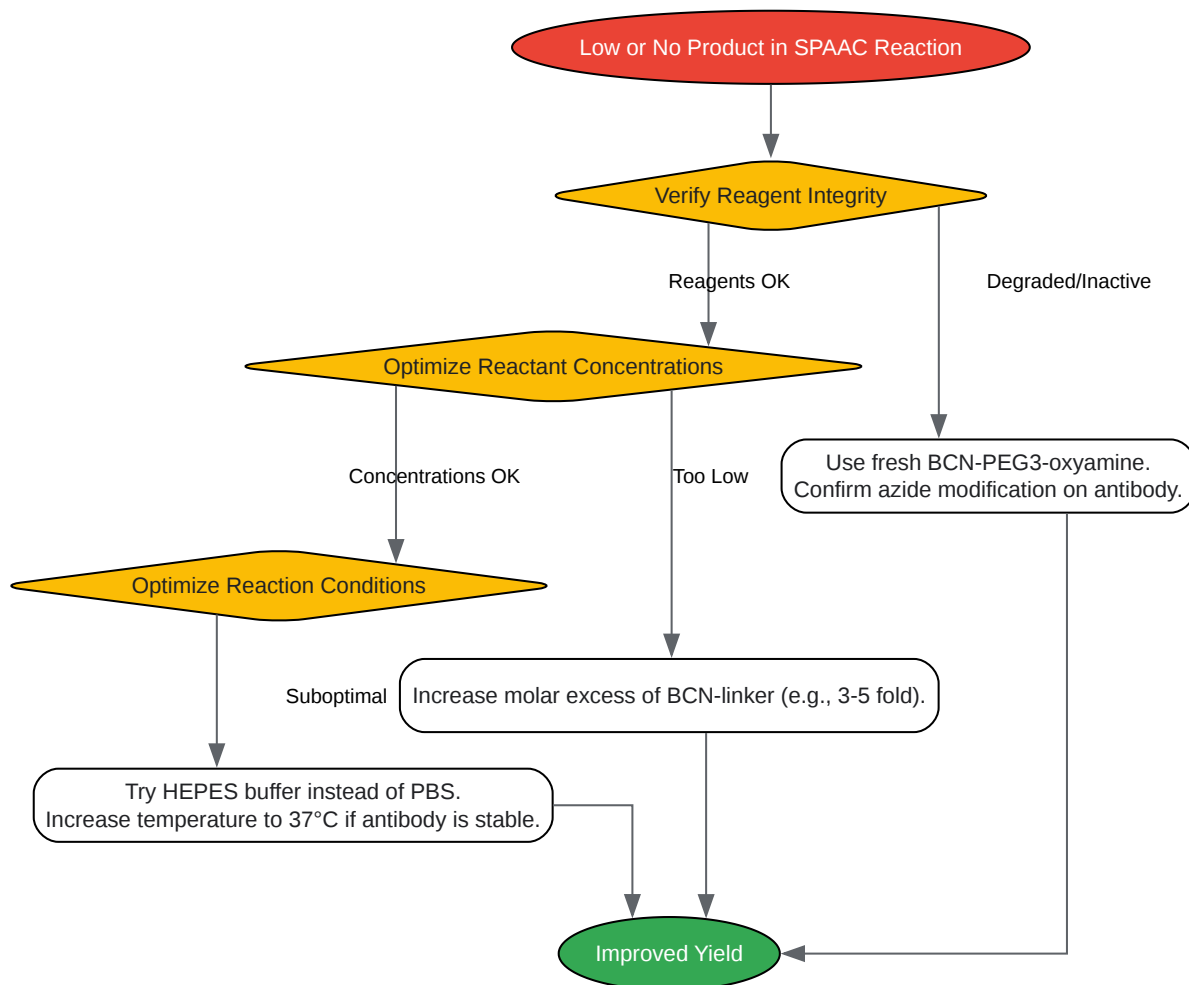 Low or No Product in SPAAC Reaction
Verify Reagent Integrity
Reagents OK
Degraded/Inactive
Optimize Reactant Concentrations
Use fresh BCN-PEG3-oxyamine.
Confirm azide modification on antibody.
Concentrations OK
Too Low
Optimize Reaction Conditions
Suboptimal
Increase molar excess of BCN-linker (e.g., 3-5 fold).
Try HEPES buffer instead of PBS.
Increase temperature to 37°C if antibody is stable.
Improved Yield